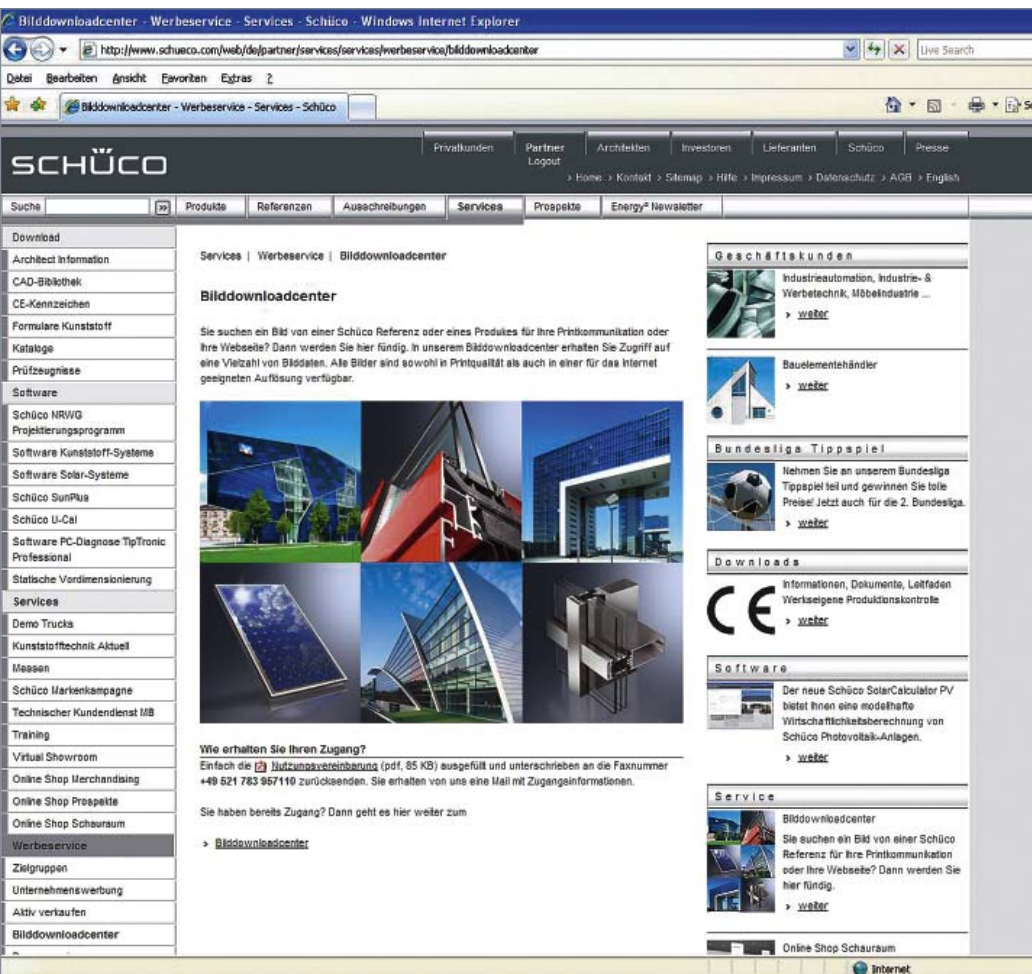 Bilddownloadcenter - Werbeservice - Services - Schüco - Windows Internet Explorer
http://www.schueco.com/web/de/partner/services/services/werbeservice/bilddownloadcenter
Live Search
Datei Bearbeiten Ansicht Favoriten Extras ?
Bilddownloadcenter - Werbeservice - Services - Schüco
SCHÜCO
Privatkunden Partner Architekten Investoren Lieferanten Schüco Presse
Logout
› Home › Kontakt › Sitemap › Hilfe › Impressum › Datenschutz › AGB › English
Suche Produkte Referenzen Ausschreibungen Services Prospekte Energy² Newsletter
Download
Architect Information
CAD-Bibliothek
CE-Kennzeichen
Formulare Kunststoff
Kataloge
Prüfzeugnisse
Software
Schüco NRWG
Projektierungsprogramm
Software Kunststoff-Systeme
Software Solar-Systeme
Schüco SunPlus
Schüco U-Cal
Software PC-Diagnose TipTronic
Professional
Statische Vordimensionierung
Services
Demo Trucks
Kunststofftechnik Aktuell
Messen
Schüco Markenkampagne
Technischer Kundendienst MB
Training
Virtual Showroom
Online Shop Merchandising
Online Shop Prospekte
Online Shop Schauraum
Werbeservice
Zielgruppen
Unternehmenswerbung
Aktiv verkaufen
Bilddownloadcenter
Services | Werbeservice | Bilddownloadcenter
Bilddownloadcenter
Sie suchen ein Bild von einer Schüco Referenz oder eines Produkes für Ihre Printkommunikation oder
Ihre Webseite? Dann werden Sie hier fündig. In unserem Bilddownloadcenter erhalten Sie Zugriff auf
eine Vielzahl von Bilddaten. Alle Bilder sind sowohl in Printqualität als auch in einer für das Internet
geeigneten Auflösung verfügbar.
Wie erhalten Sie Ihren Zugang?
Einfach die Nutzungsvereinbarung (pdf, 85 KB) ausgefüllt und unterschrieben an die Faxnummer
+49 521 783 957110 zurücksenden. Sie erhalten von uns eine Mail mit Zugangsinformationen.
Sie haben bereits Zugang? Dann geht es hier weiter zum
› Bilddownloadcenter
Geschäftskunden
Industrieautomation, Industrie- &
Werbetechnik, Möbelindustrie ...
› weiter
Bauelementehändler
› weiter
Bundesliga Tippspiel
Nehmen Sie an unserem Bundesliga
Tippspiel teil und gewinnen Sie tolle
Preise! Jetzt auch für die 2. Bundesliga.
› weiter
Downloads
CE
Informationen, Dokumente, Leitfaden
Werkseigene Produktionskontrolle
› weiter
Software
Der neue Schüco SolarCalculator PV
bietet Ihnen eine modellhafte
Wirtschaftlichkeitsberechnung von
Schüco Photovoltaik-Anlagen.
› weiter
Service
Bilddownloadcenter
Sie suchen ein Bild von einer Schüco
Referenz für Ihre Printkommunikation
oder Ihre Webseite? Dann werden Sie
hier fündig.
› weiter
Online Shop Schauraum
Internet